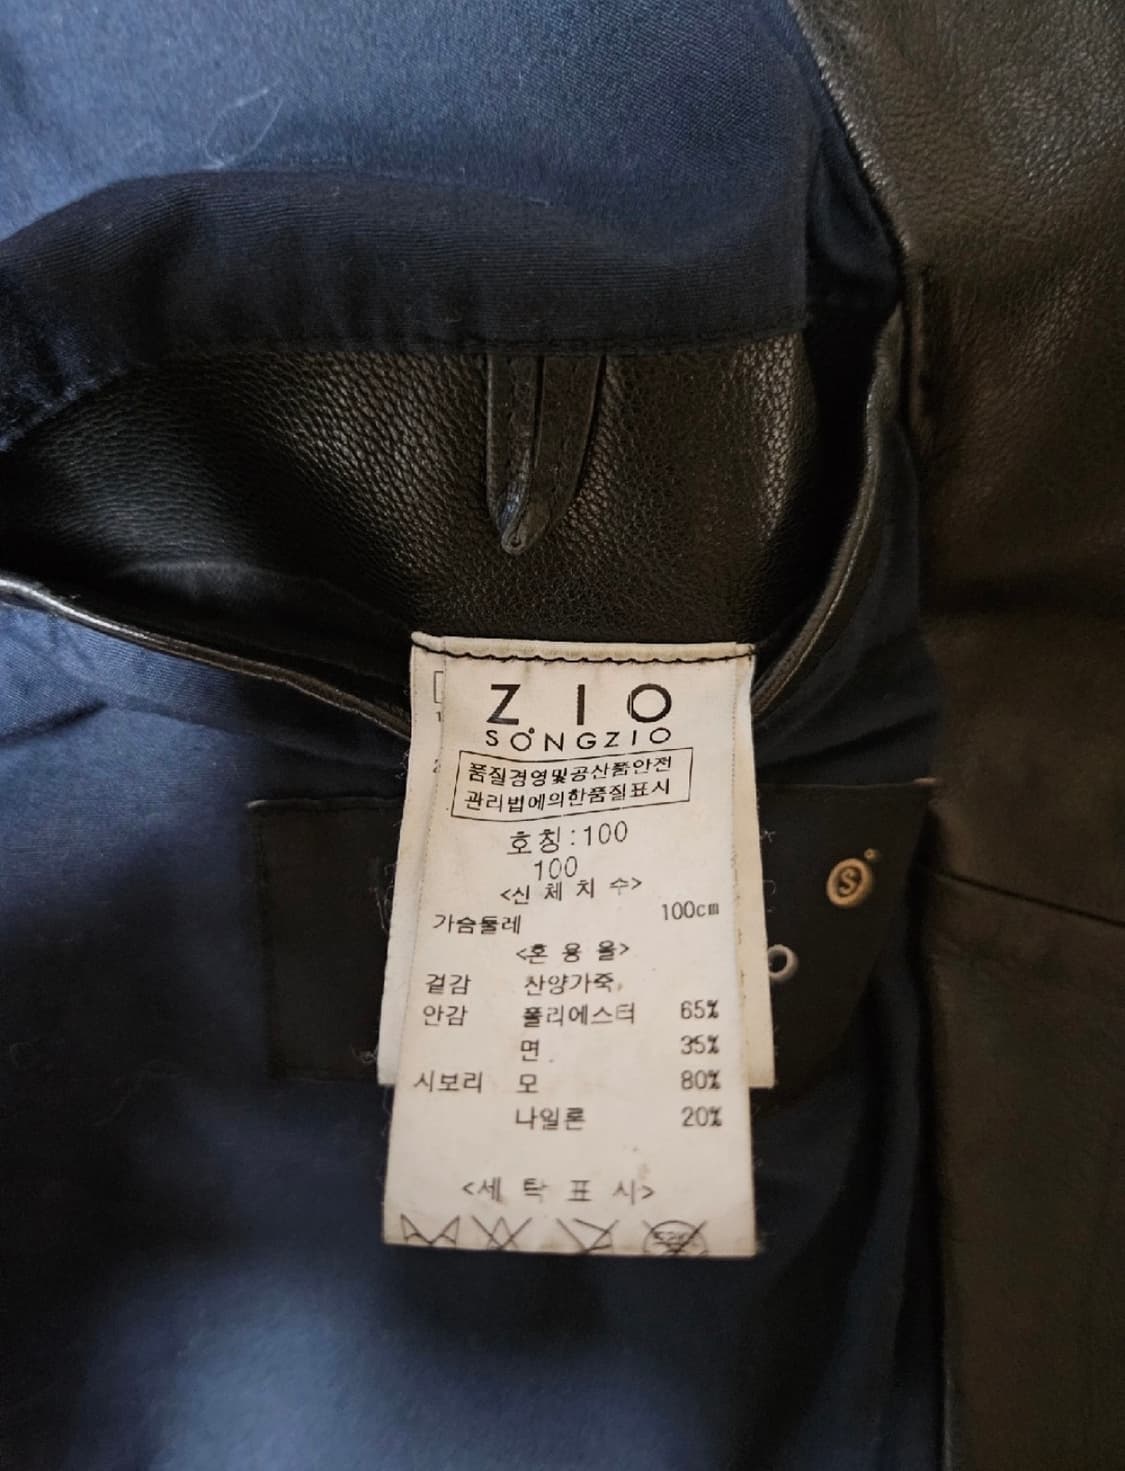 ZIO
SONGZIO
품질경영및공산품안전
관리법에의한품질표시
호칭:100
100
<신 체 치 수>
가슴둘레 100cm
<혼 용 율>
겉감 산양가죽
안감 폴리에스터 65%
면 35%
시보리 모 80%
나일론 20%
<세 탁 표 시>
S